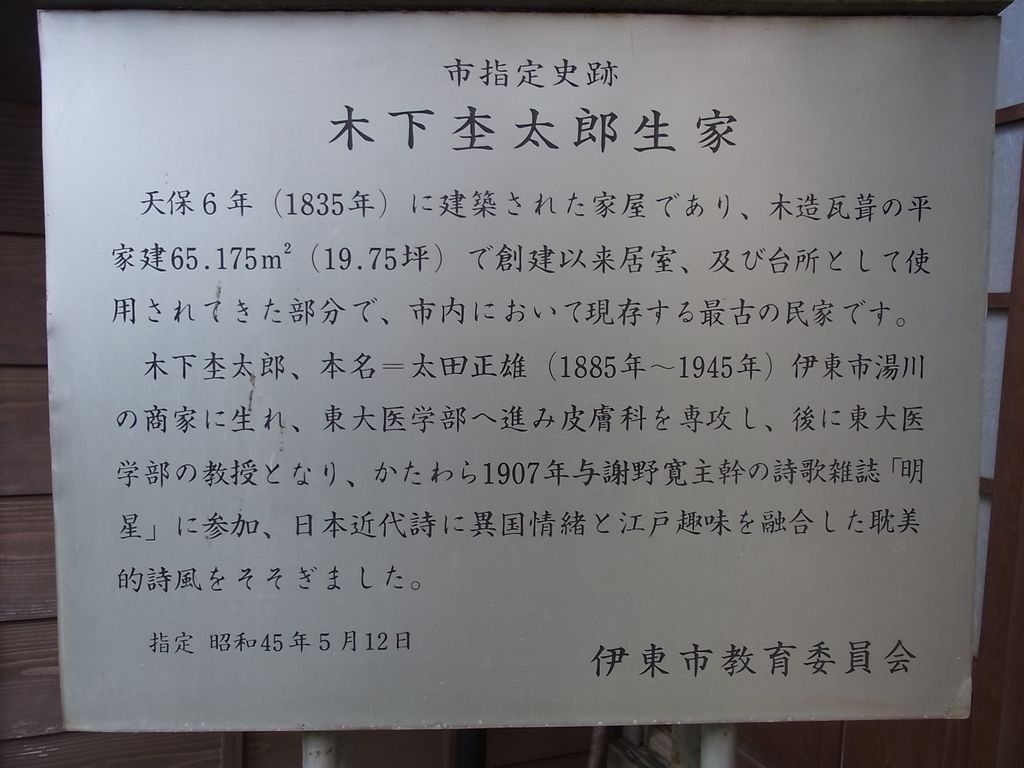 市指定史跡
木下杢太郎生家
天保6年（1835年）に建築された家屋であり、木造瓦葺の平
家建65.175m²（19.75坪）で創建以来居室、及び台所として使
用されてきた部分で、市内において現存する最古の民家です。
木下杢太郎、本名＝太田正雄（1885年～1945年）伊東市湯川
の商家に生れ、東大医学部へ進み皮膚科を専攻し、後に東大医
学部の教授となり、かたわら1907年与謝野寛主幹の詩歌雑誌「明
星」に参加、日本近代詩に異国情緒と江戸趣味を融合した耽美
的詩風をそそぎました。
指定 昭和45年5月12日
伊東市教育委員会